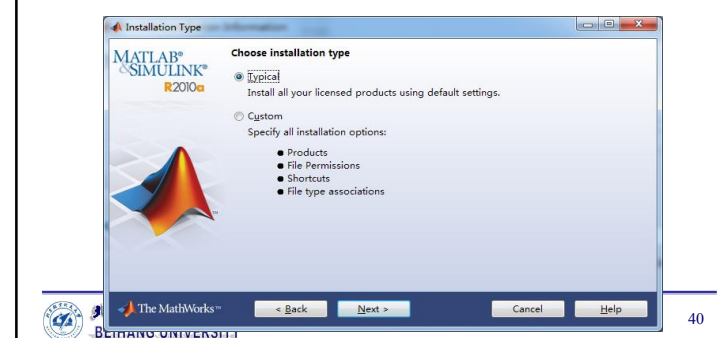 Installation Type
MATLAB®
&SIMULINK®
R2010a
Choose installation type
Typical
Install all your licensed products using default settings.
Custom
Specify all installation options:
Products
File Permissions
Shortcuts
File type associations
The MathWorks™
< Back
Next >
Cancel
Help
BEIHANG UNIVERSITY
40